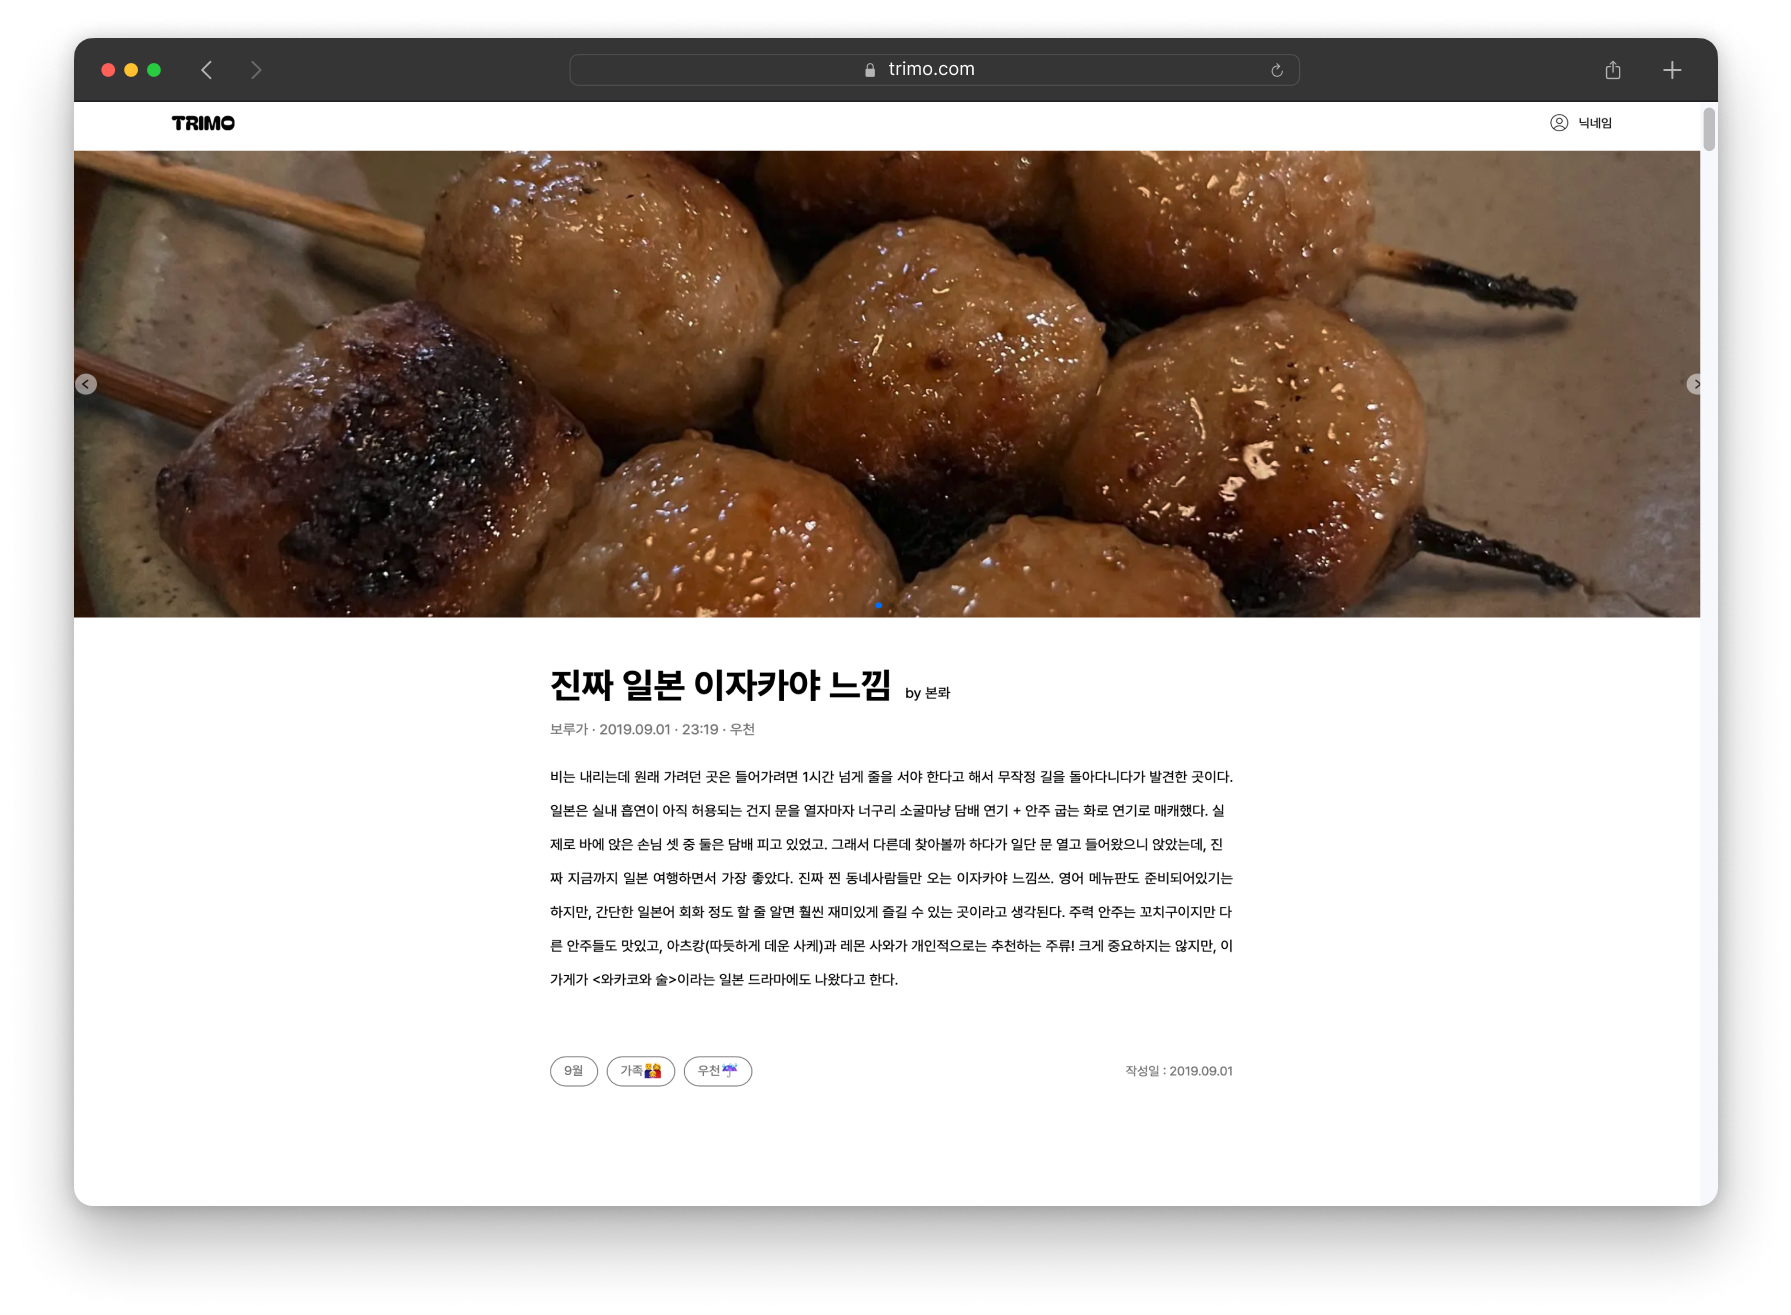 trimo.com
TRIMO
닉네임
진짜 일본 이자카야 느낌 by 본콰
보루가 · 2019.09.01 · 23:19 · 우천
비는 내리는데 원래 가려던 곳은 들어가려면 1시간 넘게 줄을 서야 한다고 해서 무작정 길을 돌아다니다가 발견한 곳이다.
일본은 실내 흡연이 아직 허용되는 건지 문을 열자마자 너구리 소굴마냥 담배 연기 + 안주 굽는 화로 연기로 매캐했다. 실
제로 바에 앉은 손님 셋 중 둘은 담배 피고 있었고. 그래서 다른데 찾아볼까 하다가 일단 문 열고 들어왔으니 앉았는데, 진
짜 지금까지 일본 여행하면서 가장 좋았다. 진짜 찐 동네사람들만 오는 이자카야 느낌쓰. 영어 메뉴판도 준비되어있기는
하지만, 간단한 일본어 회화 정도 할 줄 알면 훨씬 재미있게 즐길 수 있는 곳이라고 생각된다. 주력 안주는 꼬치구이지만 다
른 안주들도 맛있고, 아츠캉(따듯하게 데운 사케)과 레몬 사와가 개인적으로는 추천하는 주류! 크게 중요하지는 않지만, 이
가게가 <와카코와 술>이라는 일본 드라마에도 나왔다고 한다.
9월 가족👩‍👩‍👦 우천☔
작성일 : 2019.09.01